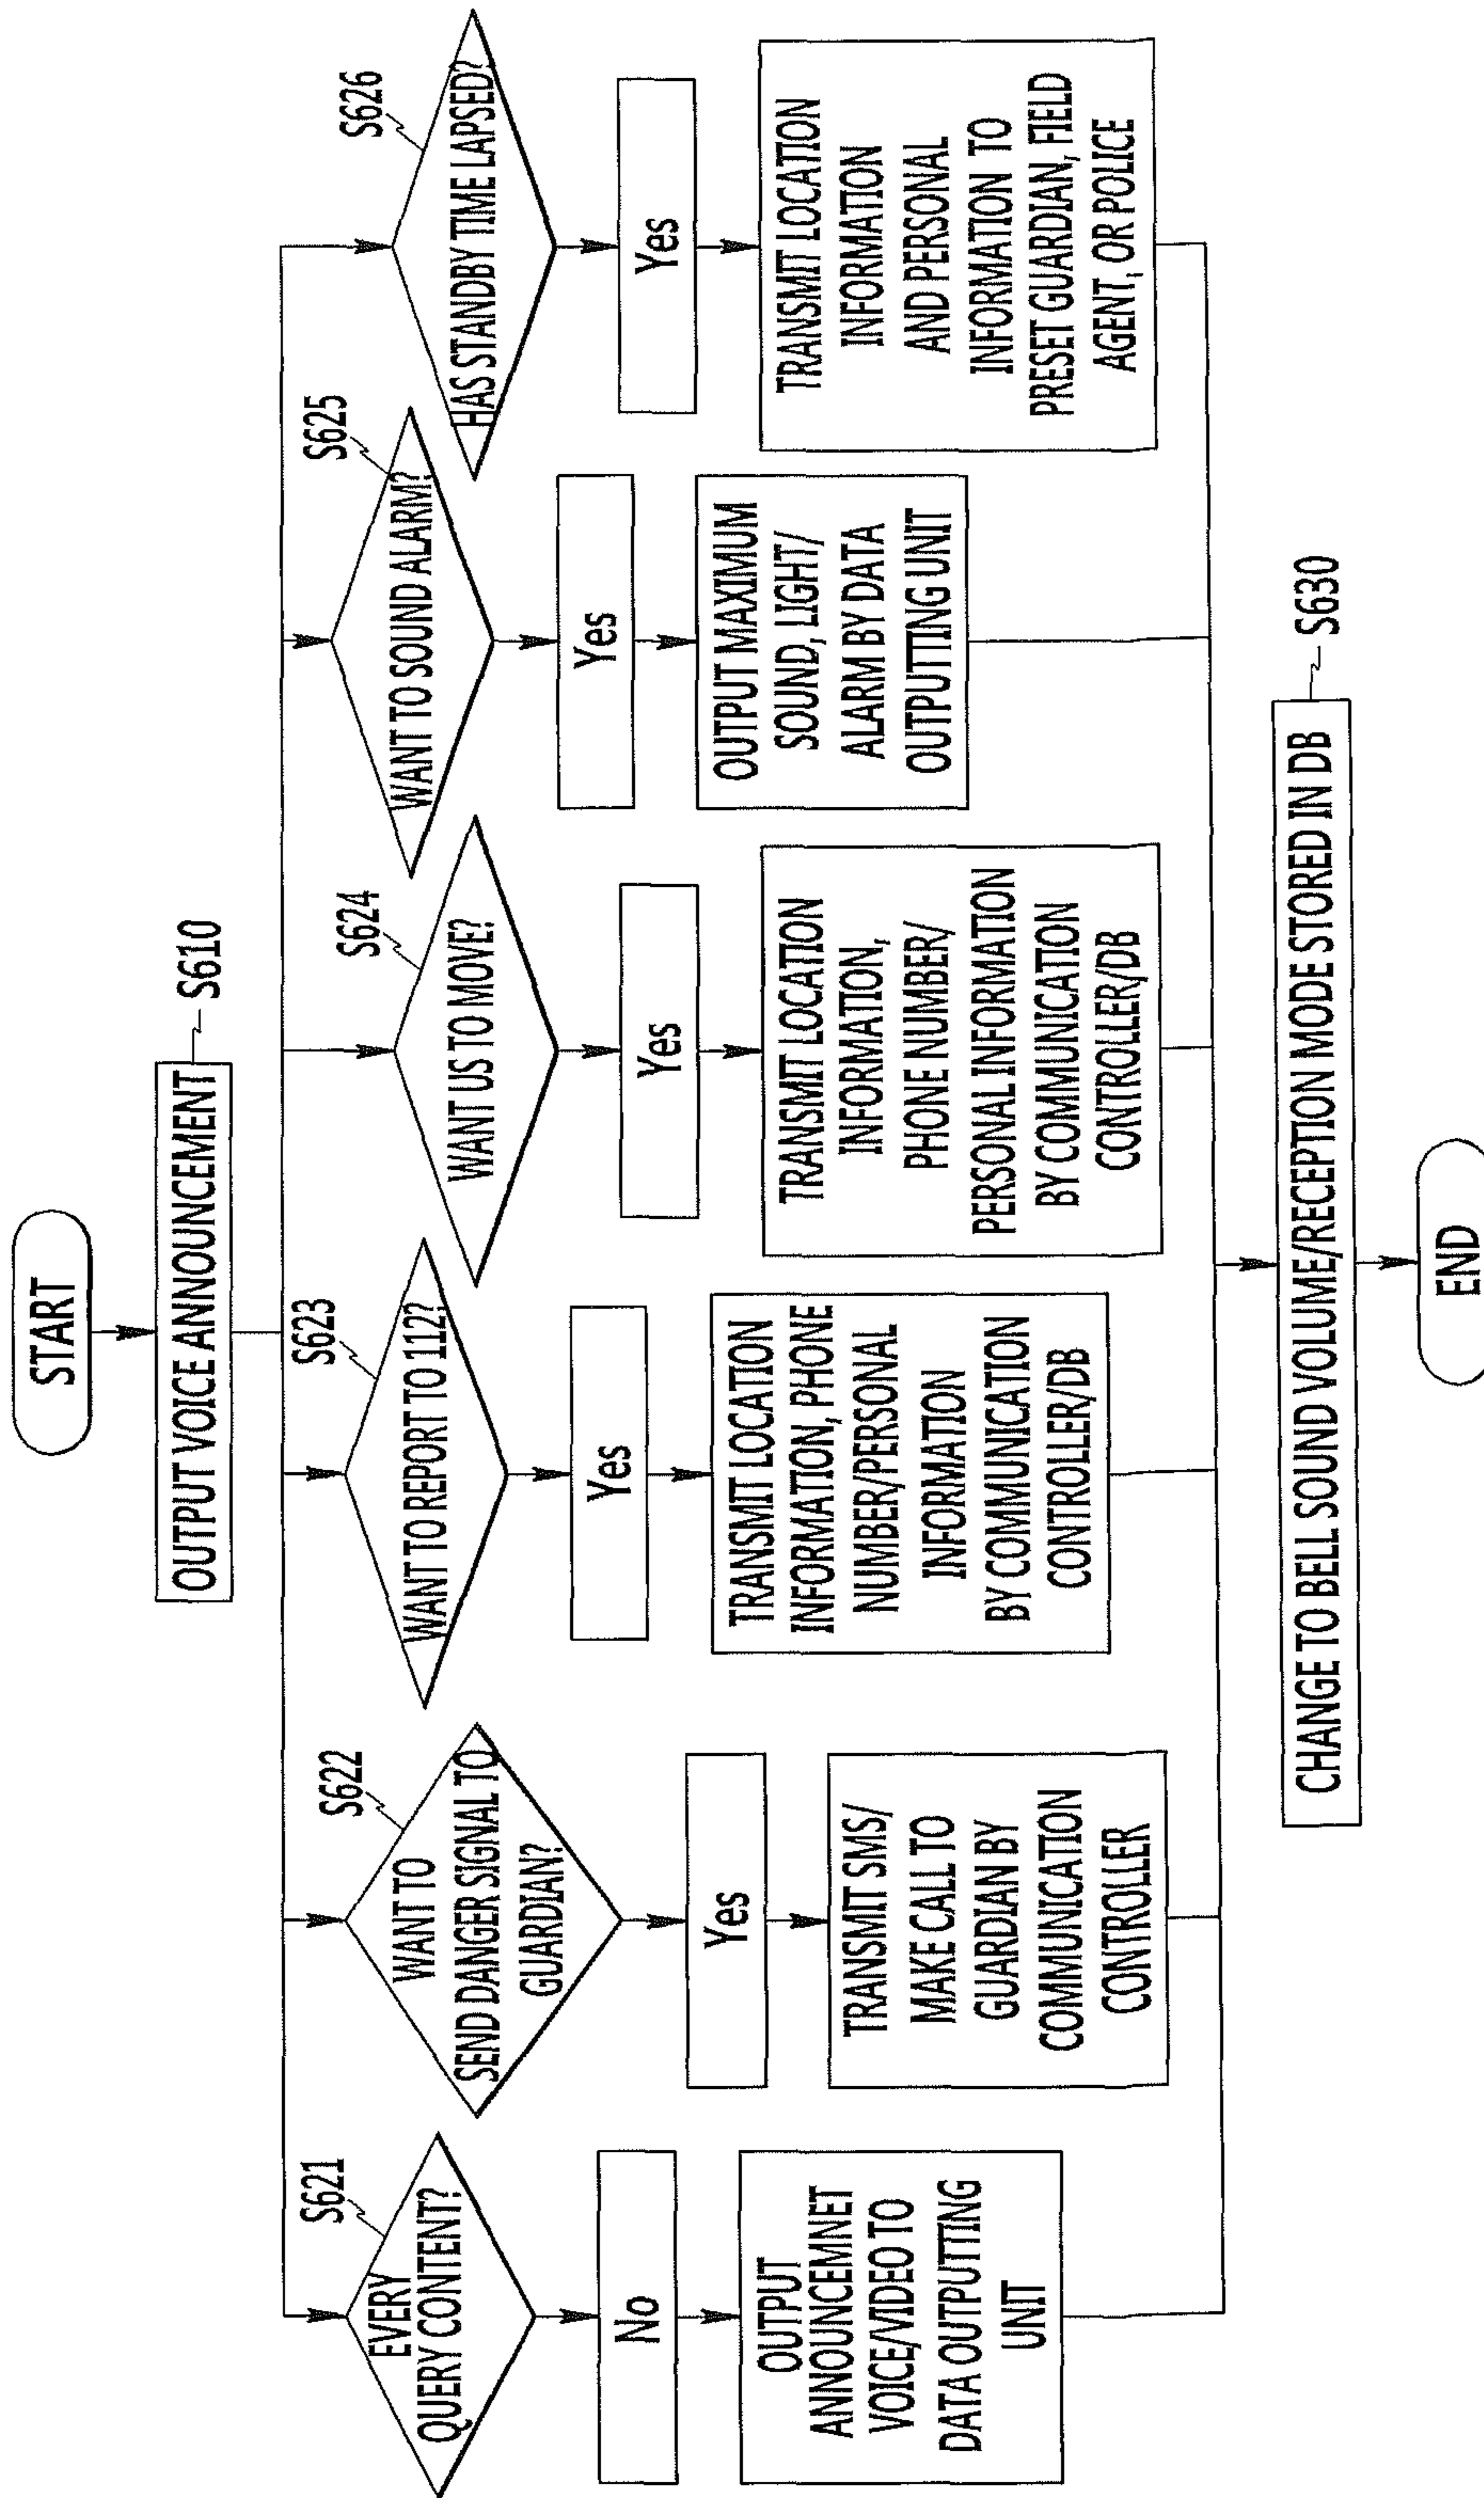 START
OUTPUT VOICE ANNOUNCEMENT
S610
S621
EVERY
QUERY CONTENT?
No
OUTPUT
ANNOUNCEMNET
VOICE/VIDEO TO
DATA OUTPUTTING
UNIT
S622
WANT TO
SEND DANGER SIGNAL TO
GUARDIAN?
Yes
TRANSMIT SMS/
MAKE CALL TO
GUARDIAN BY
COMMUNICATION
CONTROLLER
S623
WANT TO REPORT TO 112?
Yes
TRANSMIT LOCATION
INFORMATION, PHONE
NUMBER/PERSONAL
INFORMATION
BY COMMUNICATION
CONTROLLER/DB
S624
WANT US TO MOVE?
Yes
TRANSMIT LOCATION
INFORMATION,
PHONE NUMBER/
PERSONAL INFORMATION
BY COMMUNICATION
CONTROLLER/DB
S625
WANT TO SOUND ALARM?
Yes
OUTPUT MAXIMUM
SOUND, LIGHT/
ALARM BY DATA
OUTPUTING UNIT
S626
HAS STANDBY TIME LAPSED?
Yes
TRANSMIT LOCATION
INFORMATION
AND PERSONAL
INFORMATION TO
PRESET GUARDIAN, FIELD
AGENT, OR POLICE
CHANGE TO BELL SOUND VOLUME/RECEPTION MODE STORED IN DB
S630
END